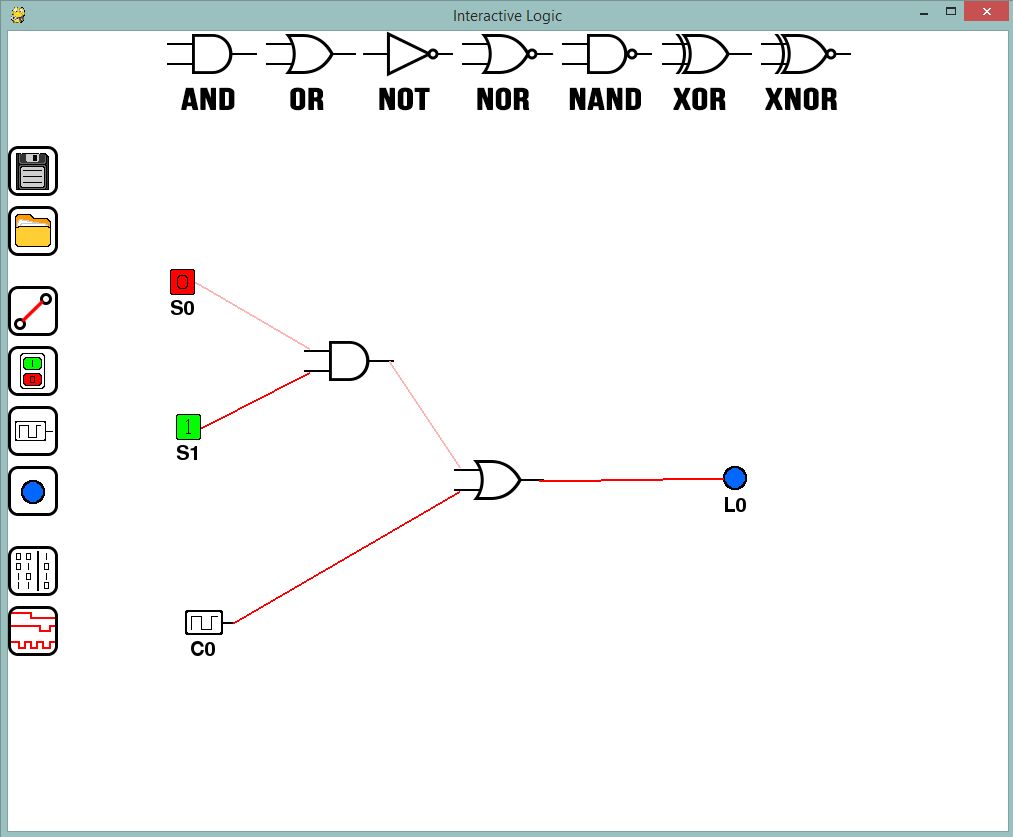 Interactive Logic
AND OR NOT NOR NAND XOR XNOR
0
S0
1
S1
L0
C0